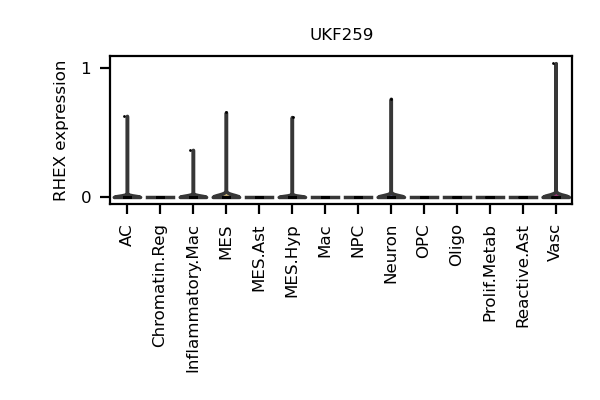 UKF259
RHEX expression
1
0
AC
Chromatin.Reg
Inflammatory.Mac
MES
MES.Ast
MES.Hyp
Mac
NPC
Neuron
OPC
Oligo
Prolif.Metab
Reactive.Ast
Vasc